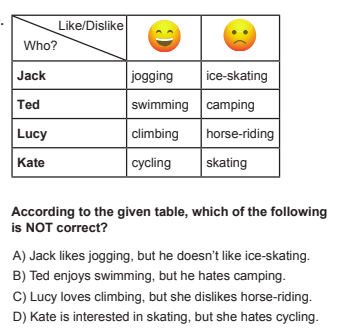 Like/Dislike
Who?
Jack jogging ice-skating
Ted swimming camping
Lucy climbing horse-riding
Kate cycling skating
According to the given table, which of the following
is NOT correct?
A) Jack likes jogging, but he doesn't like ice-skating.
B) Ted enjoys swimming, but he hates camping.
C) Lucy loves climbing, but she dislikes horse-riding.
D) Kate is interested in skating, but she hates cycling.